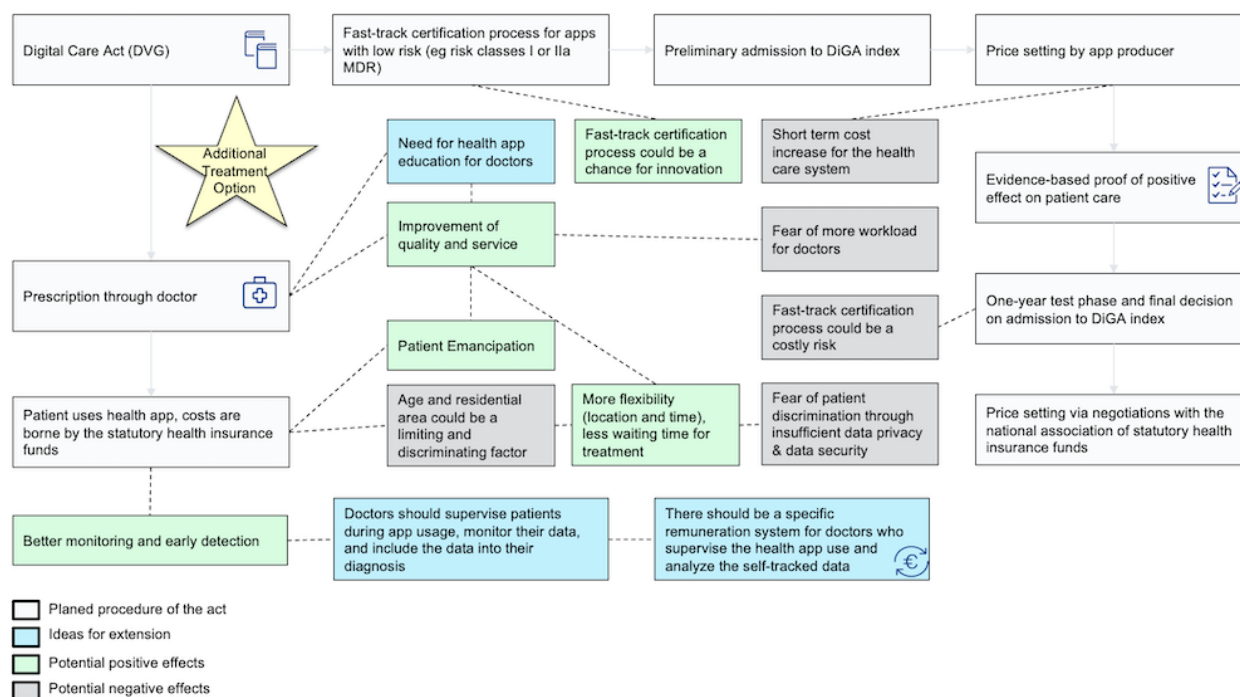 Digital Care Act (DVG)
Fast-track certification process for apps
with low risk (eg risk classes I or IIa
MDR)
Preliminary admission to DiGA index
Price setting by app producer
Additional
Treatment
Option
Need for health app
education for doctors
Fast-track certification
process could be a
chance for innovation
Short term cost
increase for the health
care system
Evidence-based proof of positive
effect on patient care
Improvement of
quality and service
Fear of more workload
for doctors
Prescription through doctor
One-year test phase and final decision
on admission to DiGA index
Fast-track certification
process could be a
costly risk
Patient Emancipation
Patient uses health app, costs are
borne by the statutory health insurance
funds
Age and residential
area could be a
limiting and
discriminating factor
More flexibility
(location and time),
less waiting time for
treatment
Fear of patient
discrimination through
insufficient data privacy
& data security
Price setting via negotiations with the
national association of statutory health
insurance funds
Better monitoring and early detection
Doctors should supervise patients
during app usage, monitor their data,
and include the data into their
diagnosis
There should be a specific
remuneration system for doctors who
supervise the health app use and
analyze the self-tracked data
€
Planed procedure of the act
Ideas for extension
Potential positive effects
Potential negative effects